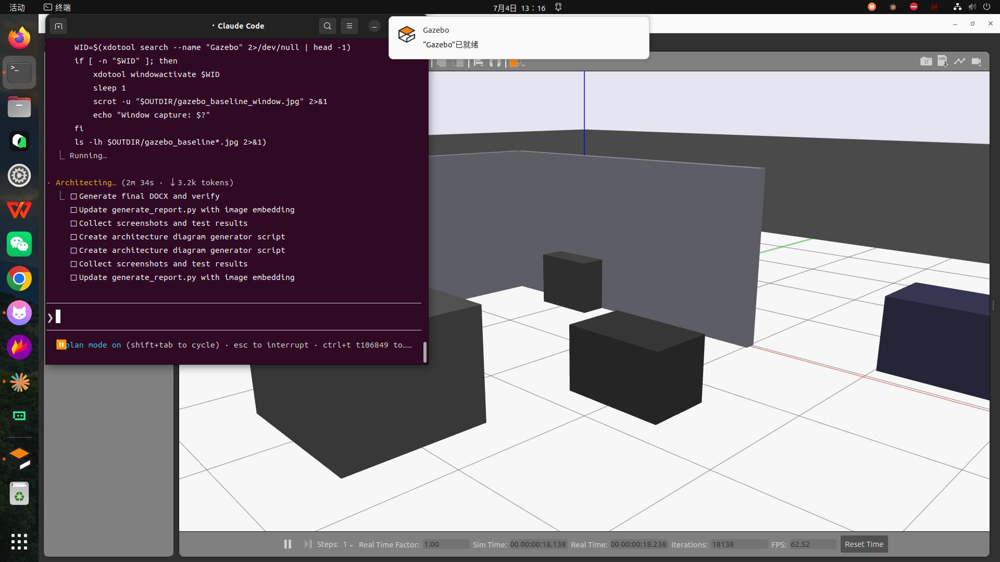 活动
终端
7月4日 13：16
Claude Code
Gazebo
“Gazebo”已就绪
WID=$(xdotool search --name "Gazebo" 2>/dev/null | head -1)
if [ -n "$WID" ]; then
xdotool windowactivate $WID
sleep 1
scrot -u "$OUTDIR/gazebo_baseline_window.jpg" 2>&1
echo "Window capture: $?"
fi
ls -lh $OUTDIR/gazebo_baseline*.jpg 2>&1)
Running…
· Architecting… (2m 34s · ↓3.2k tokens)
Generate final DOCX and verify
Update generate_report.py with image embedding
Collect screenshots and test results
Create architecture diagram generator script
Create architecture diagram generator script
Collect screenshots and test results
Update generate_report.py with image embedding
❯
plan mode on (shift+tab to cycle) · esc to interrupt · ctrl+t t106849 to……
LOG
Steps: 1 Real Time Factor: 1.00 Sim Time: 00 00:00:18.138 Real Time: 00 00:00:18.238 Iterations: 18138 FPS: 62.52 Reset Time